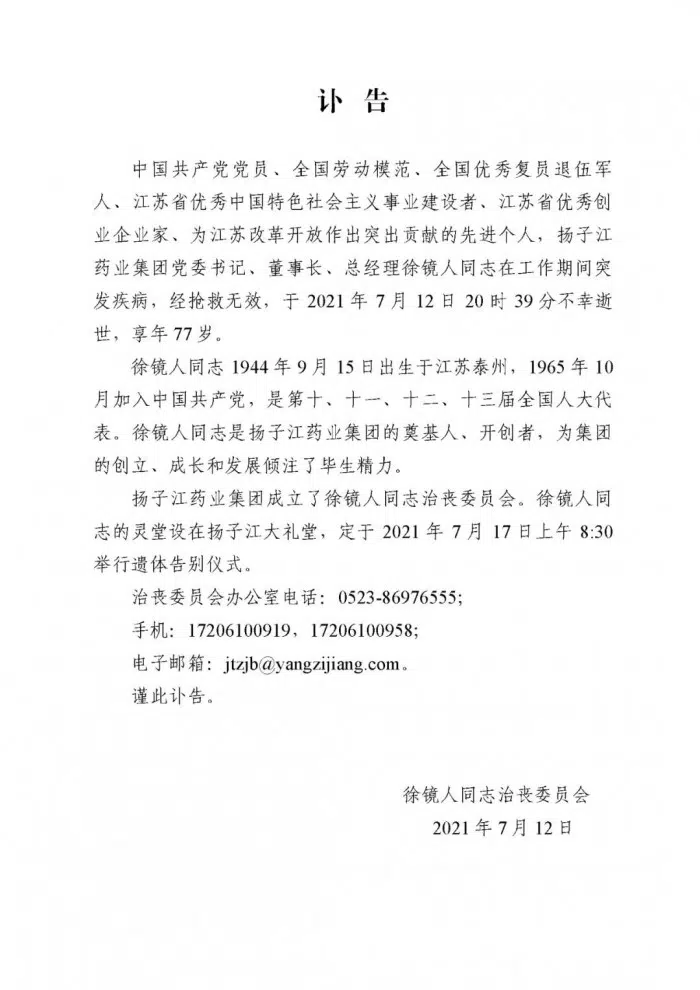 讣 告
中国共产党党员、全国劳动模范、全国优秀复员退伍军
人、江苏省优秀中国特色社会主义事业建设者、江苏省优秀创
业企业家、为江苏改革开放作出突出贡献的先进个人，扬子江
药业集团党委书记、董事长、总经理徐镜人同志在工作期间突
发疾病，经抢救无效，于 2021 年 7 月 12 日 20 时 39 分不幸逝
世，享年 77 岁。
徐镜人同志 1944 年 9 月 15 日出生于江苏泰州，1965 年 10
月加入中国共产党，是第十、十一、十二、十三届全国人大代
表。徐镜人同志是扬子江药业集团的奠基人、开创者，为集团
的创立、成长和发展倾注了毕生精力。
扬子江药业集团成立了徐镜人同志治丧委员会。徐镜人同
志的灵堂设在扬子江大礼堂，定于 2021 年 7 月 17 日上午 8:30
举行遗体告别仪式。
治丧委员会办公室电话：0523-86976555;
手机：17206100919，17206100958;
电子邮箱：jtzjb@yangzijiang.com。
谨此讣告。
徐镜人同志治丧委员会
2021 年 7 月 12 日